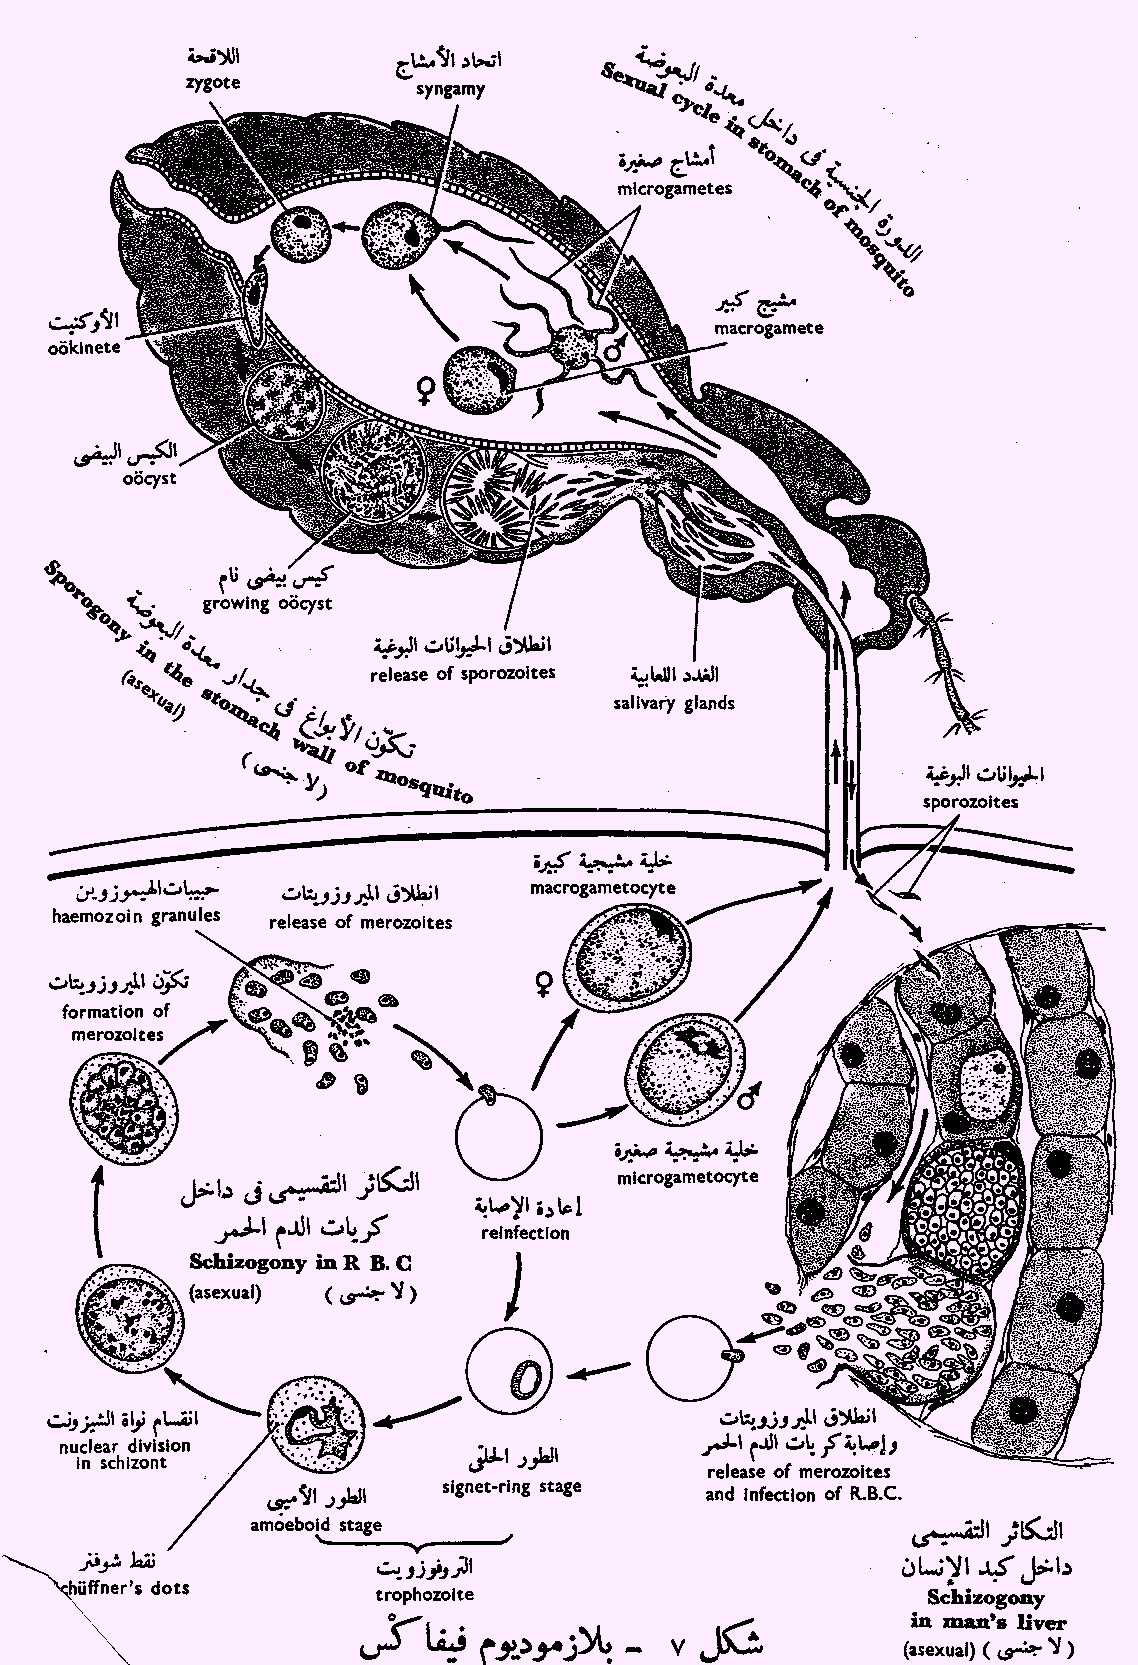 اللاقحة
zygote
اتحاد الأمشاج
syngamy
الدورة الجنسية فى داخل معدة البعوضة
Sexual cycle in stomach of mosquito
أمشاج صغيرة
microgametes
مشيج كبير
macrogamete
♂
♀
الأوكنيت
oökinete
الكيس البيضى
oöcyst
كيس بيضى نام
growing oöcyst
انطلاق الحيوانات البوغية
release of sporozoites
الغدد اللعابية
salivary glands
تكوّن الأبواغ فى جدار معدة البعوضة
Sporogony in the stomach wall of mosquito
(asexual)
( لا جنسى )
الحيوانات البوغية
sporozoites
حبيبات الهيموزوين
haemozoin granules
انطلاق الميروزويتات
release of merozoites
خلية مشيجية كبيرة
macrogametocyte
♀
تكوّن الميروزويتات
formation of
merozoites
♂
خلية مشيجية صغيرة
microgametocyte
التكاثر التقسيمى فى داخل
كريات الدم الحمر
Schizogony in R B. C
(asexual) ( لا جنسى )
إعادة الإصابة
reinfection
انقسام نواة الشيزونت
nuclear division
in schizont
الطور الحلقى
signet-ring stage
انطلاق الميروزويتات
وإصابة كريات الدم الحمر
release of merozoites
and infection of R.B.C.
الطور الأميبى
amoeboid stage
نقط شوفنر
chüffner's dots
التروفوزويت
trophozoite
التكاثر التقسيمى
داخل كبد الإنسان
Schizogony
in man's liver
(asexual) ( لا جنسى )
شكل ٧ - بلازموديوم فيفاكس